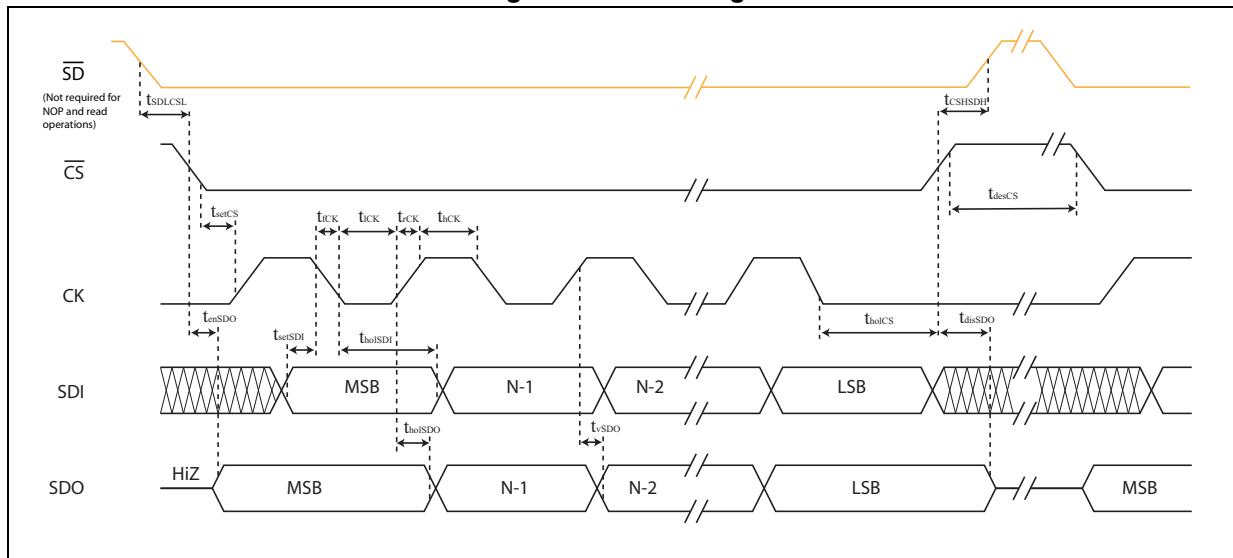 SD
(Not required for
NOP and read
operations)
tSDLCSL
tCSHSDH
CS
tsetCS
tfCK
tlCK
trCK
thCK
tdesCS
CK
tenSDO
tsetSDI
tholSDI
tholCS
tdisSDO
SDI
MSB
N-1
N-2
LSB
tholSDO
tvSDO
SDO
HiZ
MSB
N-1
N-2
LSB
MSB